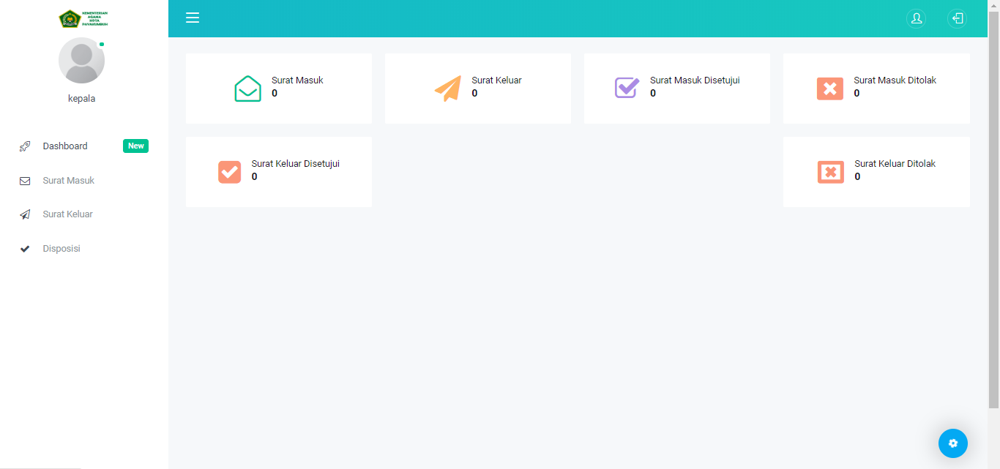 KEMENTERIAN
AGAMA
KOTA
PAYAKUMBUH
kepala
Dashboard New
Surat Masuk
Surat Keluar
Disposisi
Surat Masuk
0
Surat Keluar
0
Surat Masuk Disetujui
0
Surat Masuk Ditolak
0
Surat Keluar Disetujui
0
Surat Keluar Ditolak
0